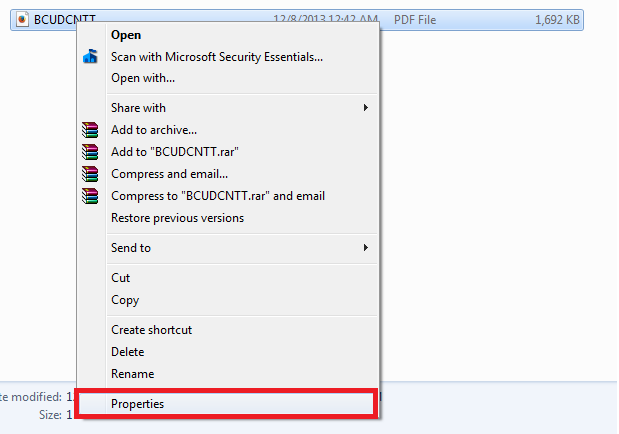 BCUDCNTT 12/8/2013 12:42 AM PDF File 1,692 KB
Open
Scan with Microsoft Security Essentials...
Open with...
Share with
Add to archive...
Add to "BCUDCNTT.rar"
Compress and email...
Compress to "BCUDCNTT.rar" and email
Restore previous versions
Send to
Cut
Copy
Create shortcut
Delete
Rename
te modified: 1
Properties
Size: 1